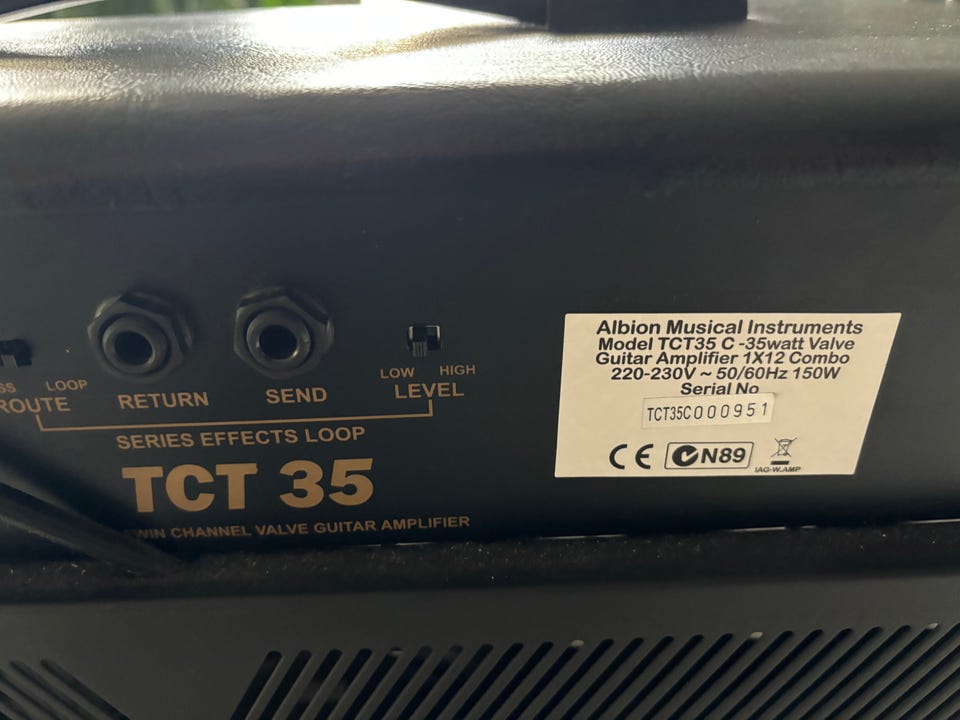 SS LOOP
ROUTE
RETURN
SEND
LOW HIGH
LEVEL
SERIES EFFECTS LOOP
TCT 35
WIN CHANNEL VALVE GUITAR AMPLIFIER
Albion Musical Instruments
Model TCT35 C -35watt Valve
Guitar Amplifier 1X12 Combo
220-230V ~ 50/60Hz 150W
Serial No
TCT35C000951
CE N89
IAG-W.AMP